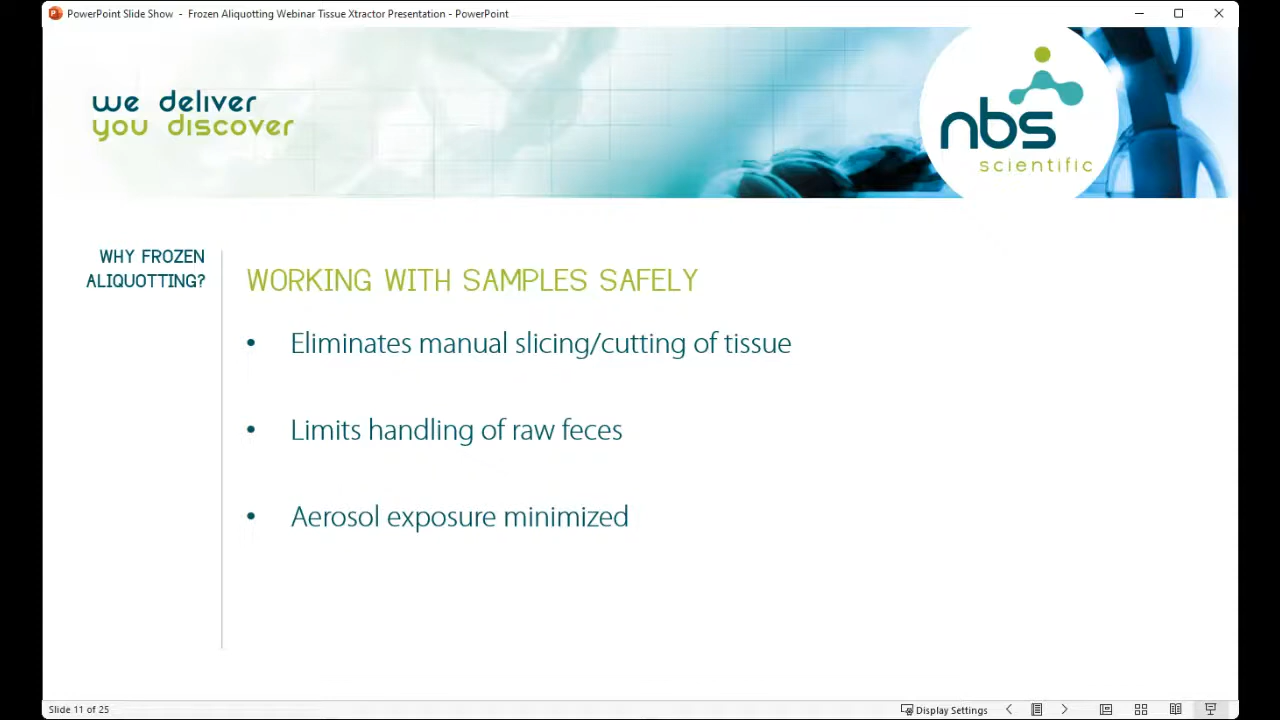 PowerPoint Slide Show - Frozen Aliquotting Webinar Tissue Xtractor Presentation - PowerPoint
we deliver
you discover
nbs
scientific
WHY FROZEN
ALIQUOTTING?
WORKING WITH SAMPLES SAFELY
• Eliminates manual slicing/cutting of tissue
• Limits handling of raw feces
• Aerosol exposure minimized
Slide 11 of 25
Display Settings